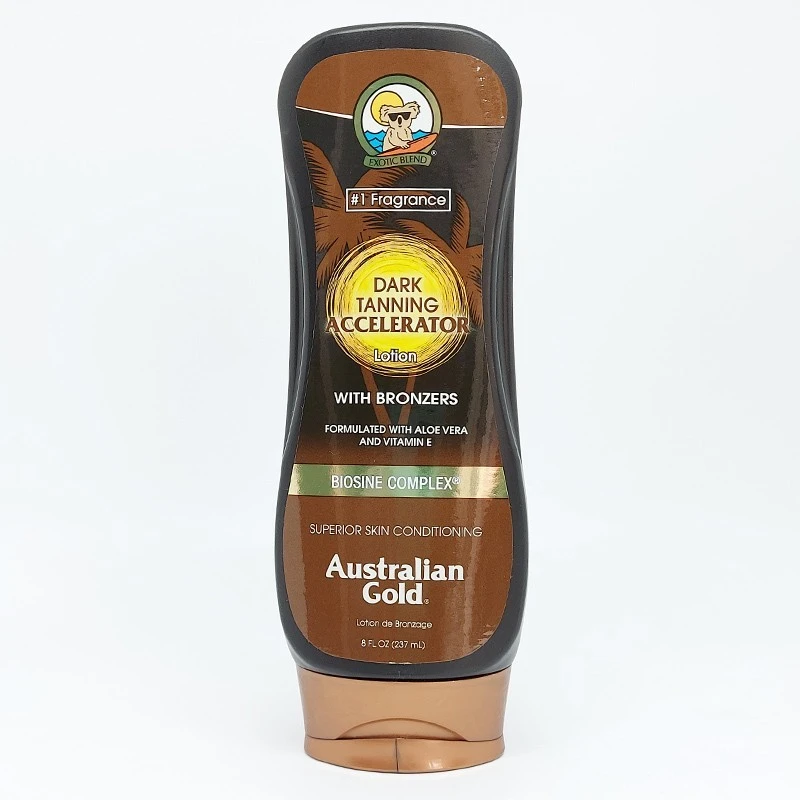 EXOTIC BLEND®
#1 Fragrance
DARK
TANNING
ACCELERATOR
Lotion
WITH BRONZERS
FORMULATED WITH ALOE VERA
AND VITAMIN E
BIOSINE COMPLEX®
SUPERIOR SKIN CONDITIONING
Australian
Gold®
Lotion de Bronzage
8 FL OZ (237 mL)